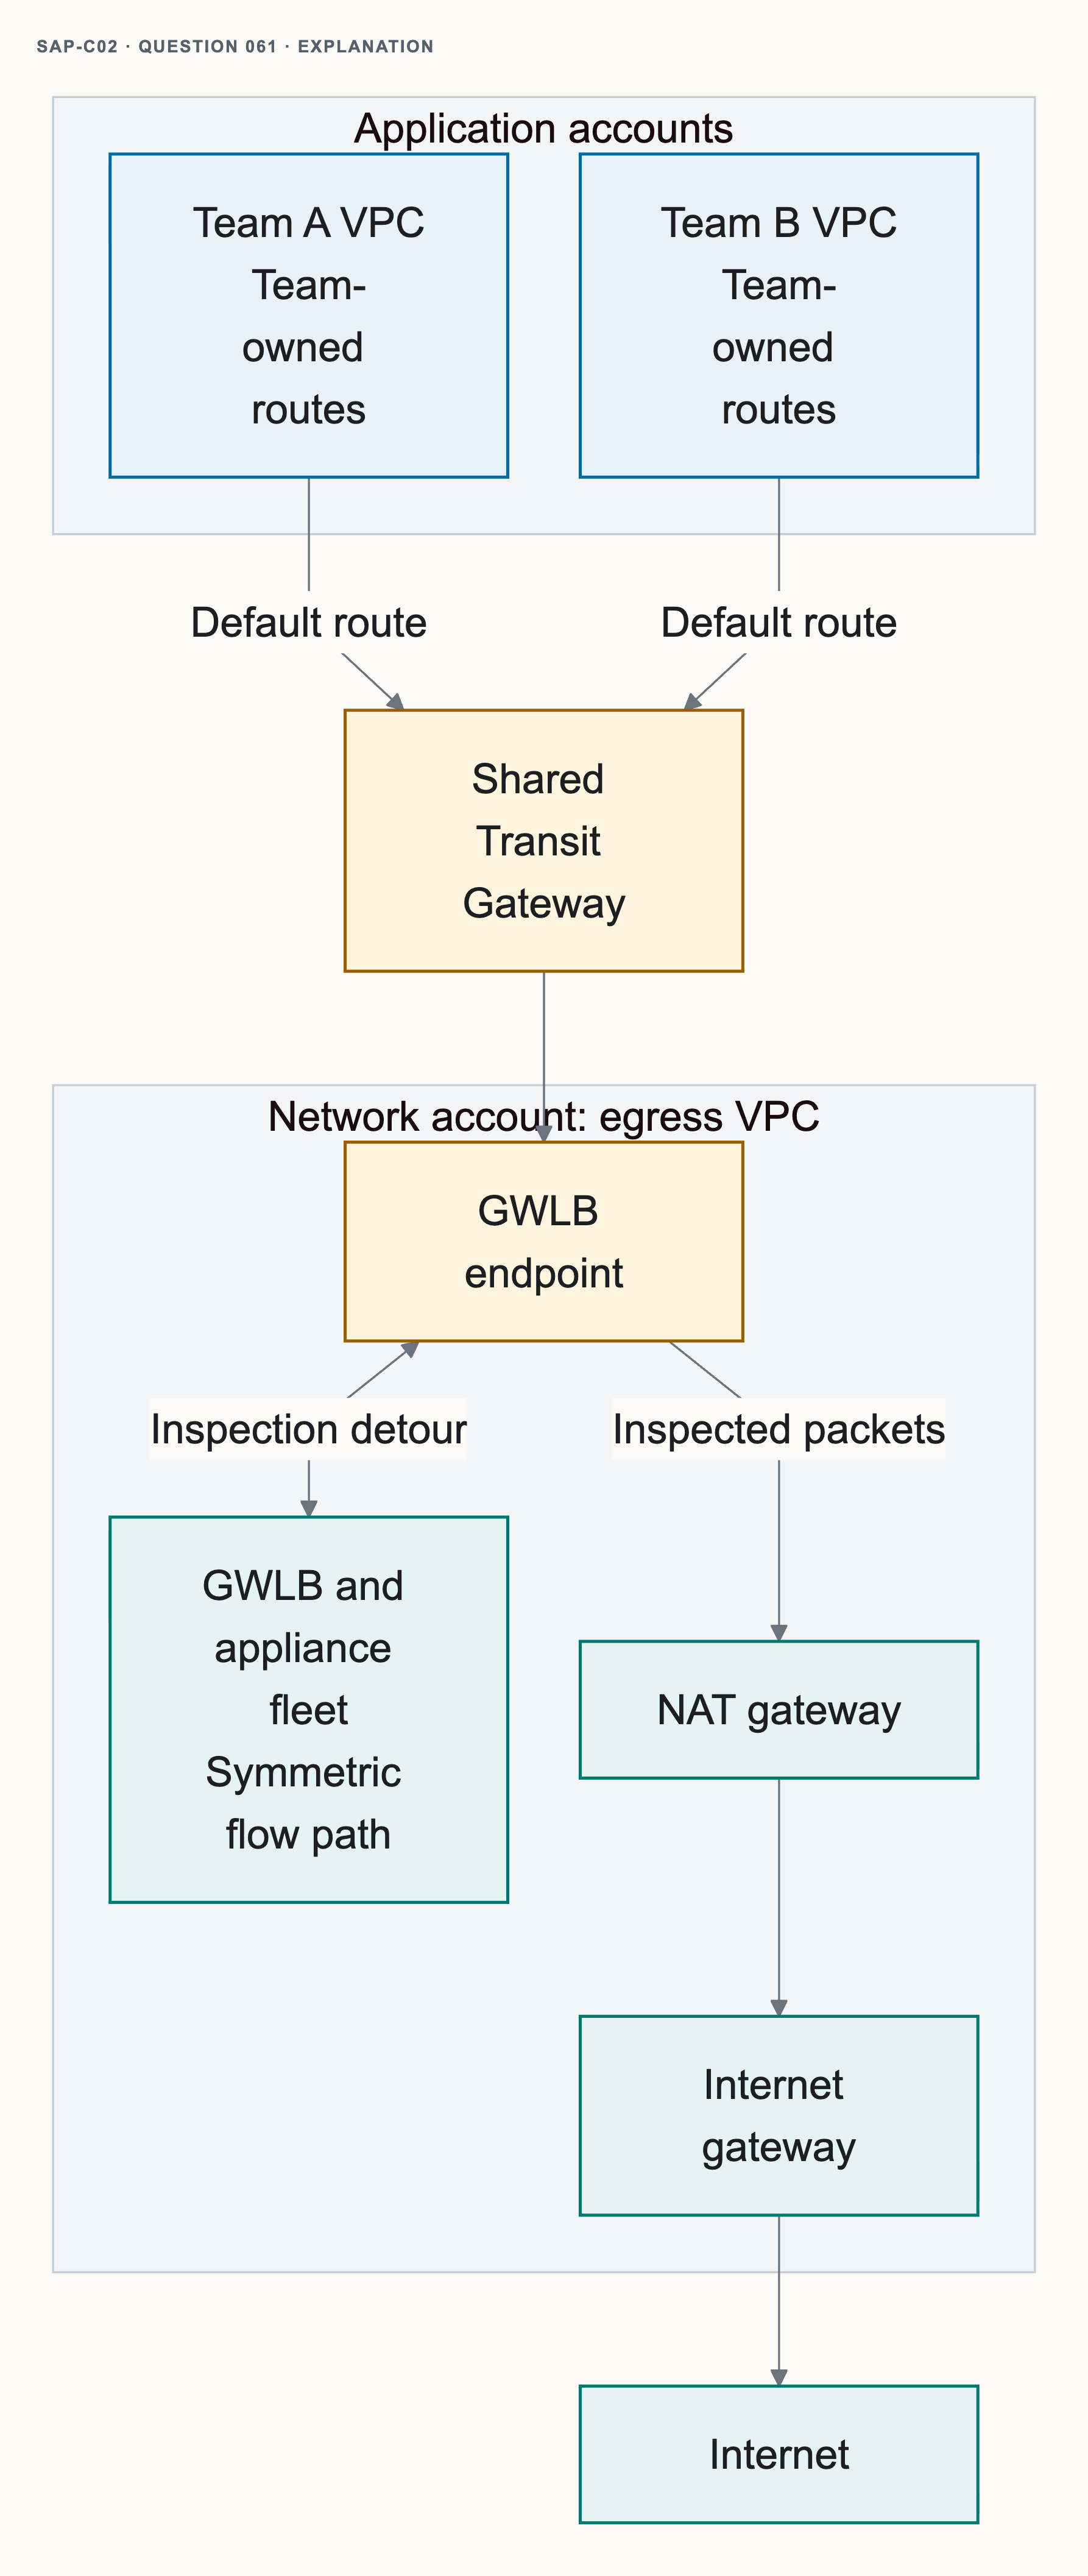 SAP-C02 · QUESTION 061 · EXPLANATION
Application accounts
Team A VPC
Team-
owned
routes
Team B VPC
Team-
owned
routes
Default route
Default route
Shared
Transit
Gateway
Network account: egress VPC
GWLB
endpoint
Inspection detour
Inspected packets
GWLB and
appliance
fleet
Symmetric
flow path
NAT gateway
Internet
gateway
Internet